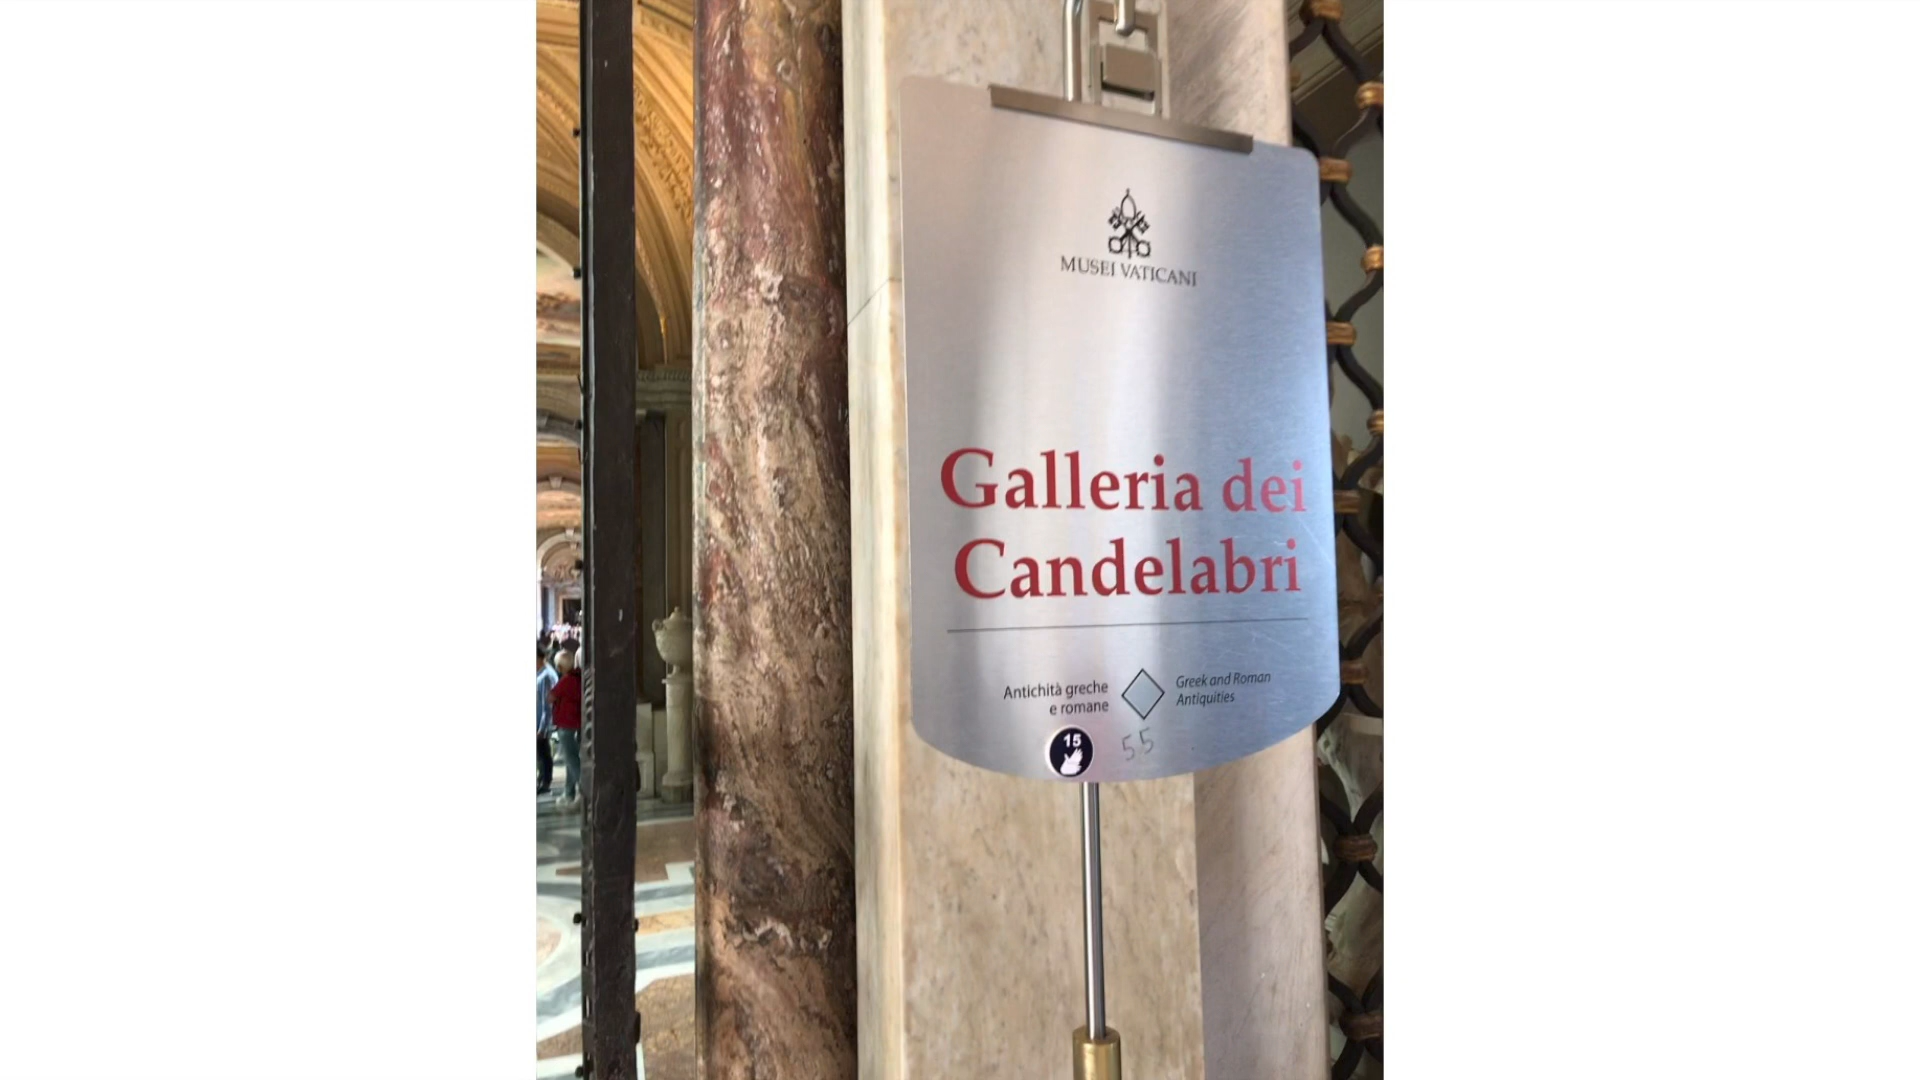 MUSEI VATICANI
Galleria dei
Candelabri
Antichità greche
e romane
Greek and Roman
Antiquities
15
55